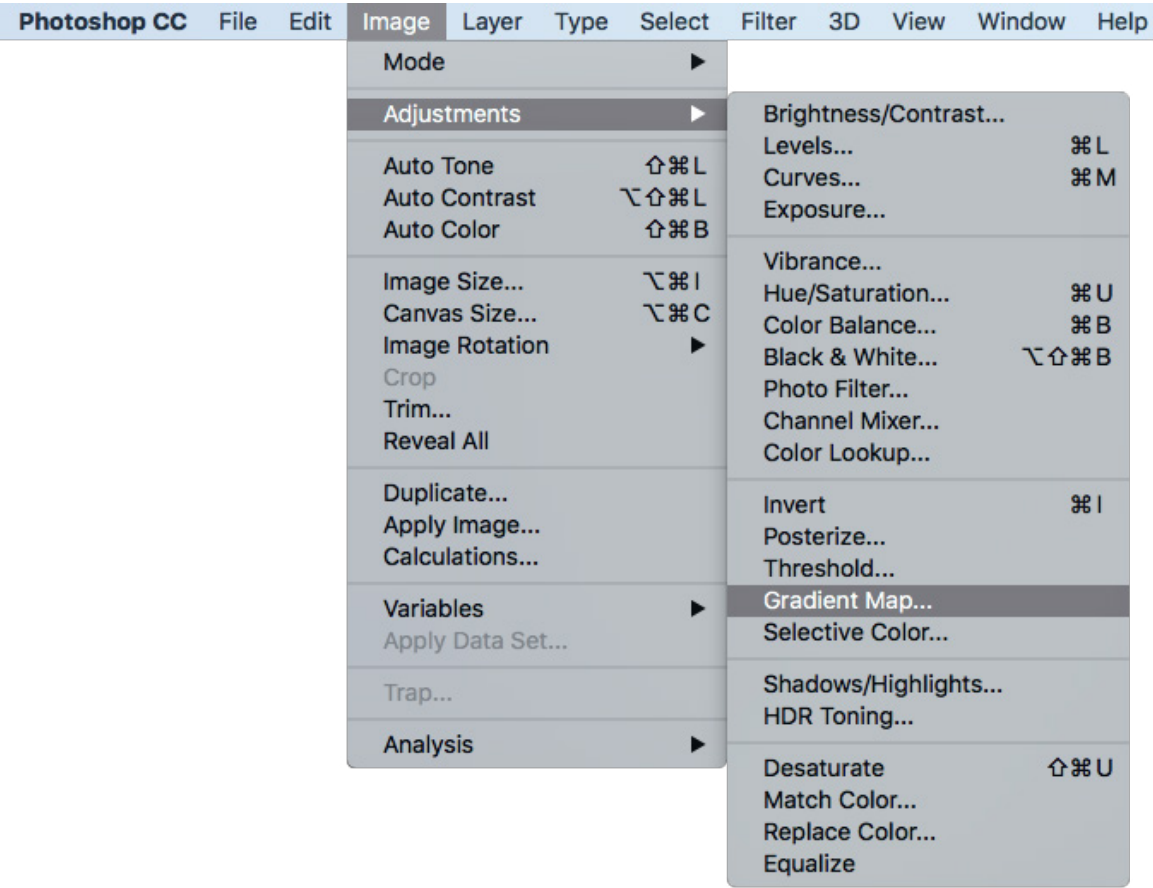 Photoshop CC File Edit Image Layer Type Select Filter 3D View Window Help
Mode ▶
Adjustments ▶
Auto Tone ⇧⌘L
Auto Contrast ⌥⇧⌘L
Auto Color ⇧⌘B
Image Size... ⌥⌘I
Canvas Size... ⌥⌘C
Image Rotation ▶
Crop
Trim...
Reveal All
Duplicate...
Apply Image...
Calculations...
Variables ▶
Apply Data Set...
Trap...
Analysis ▶
Brightness/Contrast...
Levels... ⌘L
Curves... ⌘M
Exposure...
Vibrance...
Hue/Saturation... ⌘U
Color Balance... ⌘B
Black & White... ⌥⇧⌘B
Photo Filter...
Channel Mixer...
Color Lookup...
Invert ⌘I
Posterize...
Threshold...
Gradient Map...
Selective Color...
Shadows/Highlights...
HDR Toning...
Desaturate ⇧⌘U
Match Color...
Replace Color...
Equalize